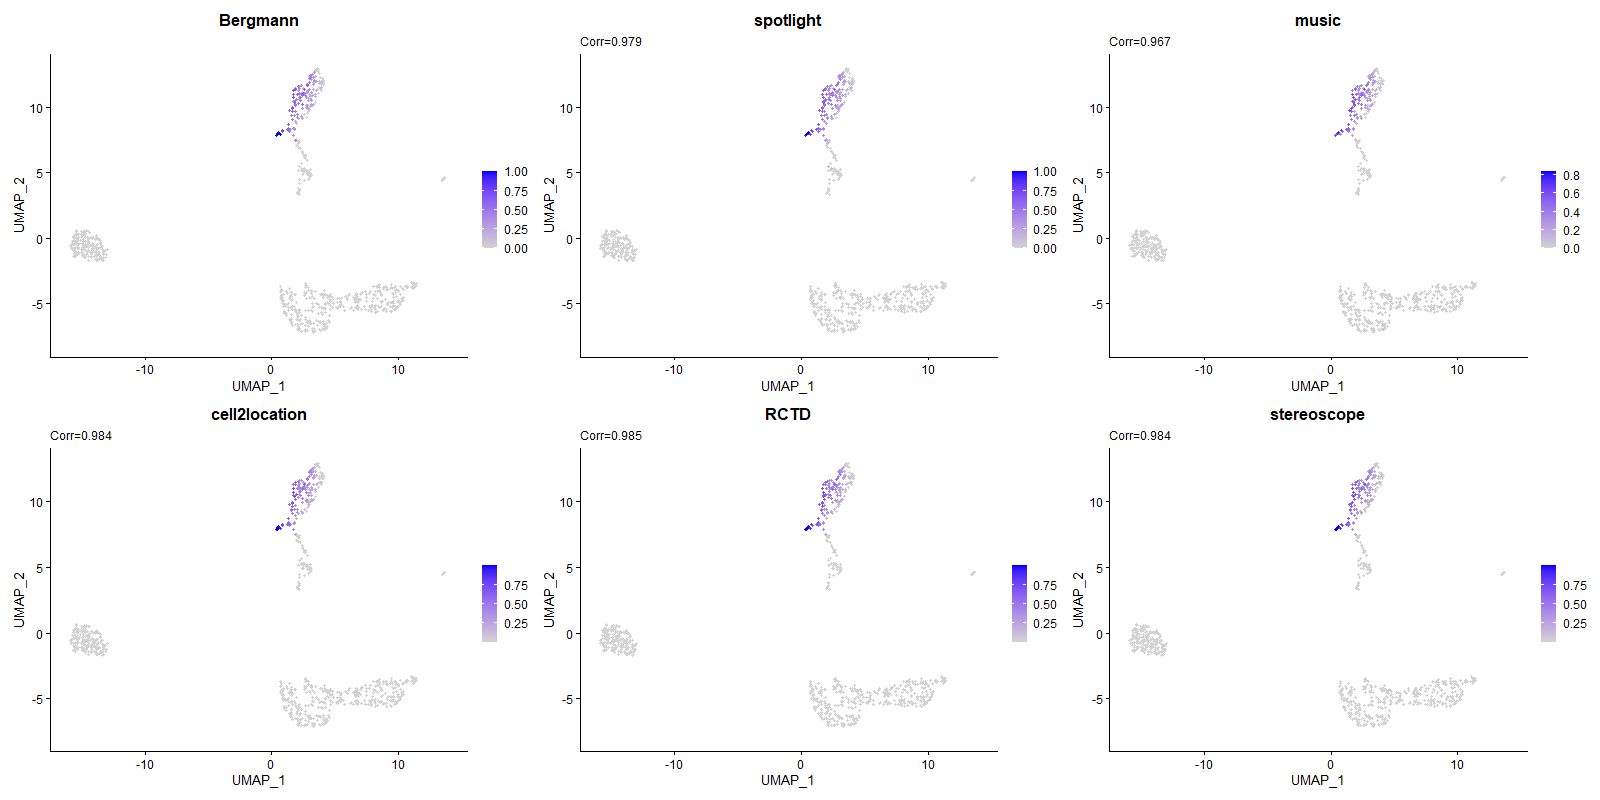 Bergmann
UMAP_2
10
5
0
-5
-10
0
10
UMAP_1
1.00
0.75
0.50
0.25
0.00
spotlight
Corr=0.979
UMAP_2
10
5
0
-5
-10
0
10
UMAP_1
1.00
0.75
0.50
0.25
0.00
music
Corr=0.967
UMAP_2
10
5
0
-5
-10
0
10
UMAP_1
0.8
0.6
0.4
0.2
0.0
cell2location
Corr=0.984
UMAP_2
10
5
0
-5
-10
0
10
UMAP_1
0.75
0.50
0.25
RCTD
Corr=0.985
UMAP_2
10
5
0
-5
-10
0
10
UMAP_1
0.75
0.50
0.25
stereoscope
Corr=0.984
UMAP_2
10
5
0
-5
-10
0
10
UMAP_1
0.75
0.50
0.25